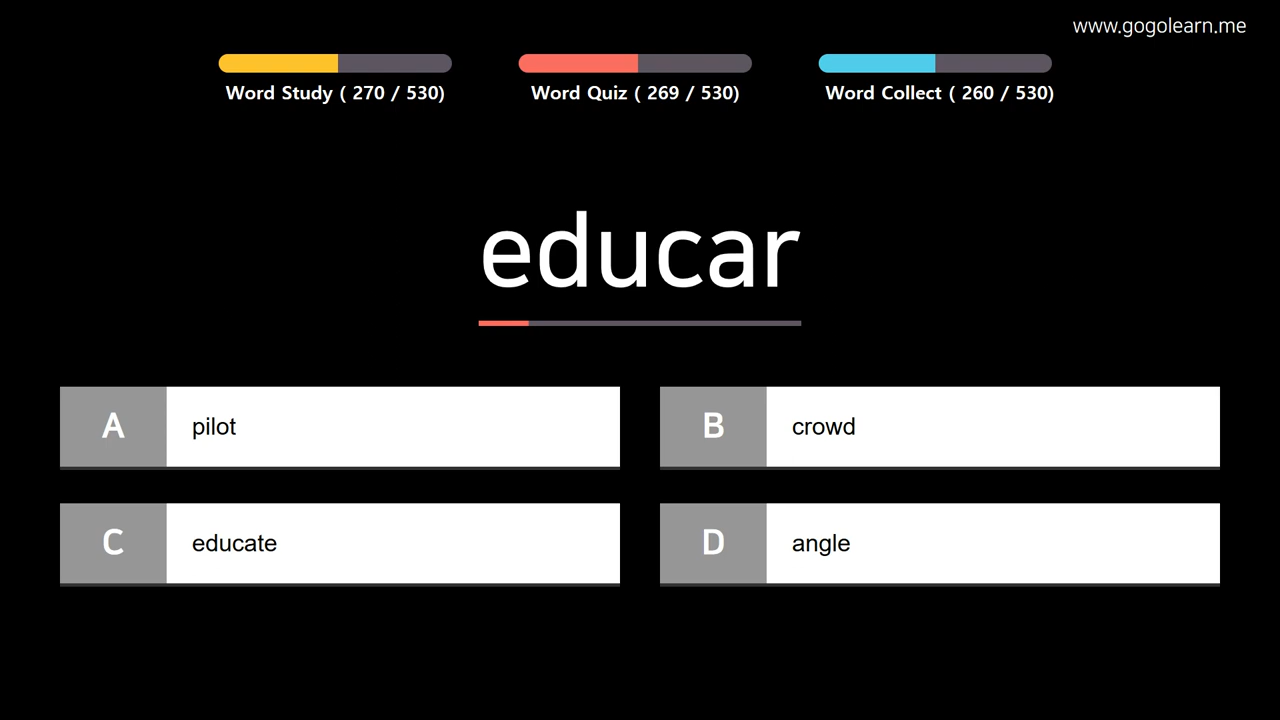 www.gogolearn.me
Word Study ( 270 / 530)
Word Quiz ( 269 / 530)
Word Collect ( 260 / 530)
educar
A pilot
B crowd
C educate
D angle